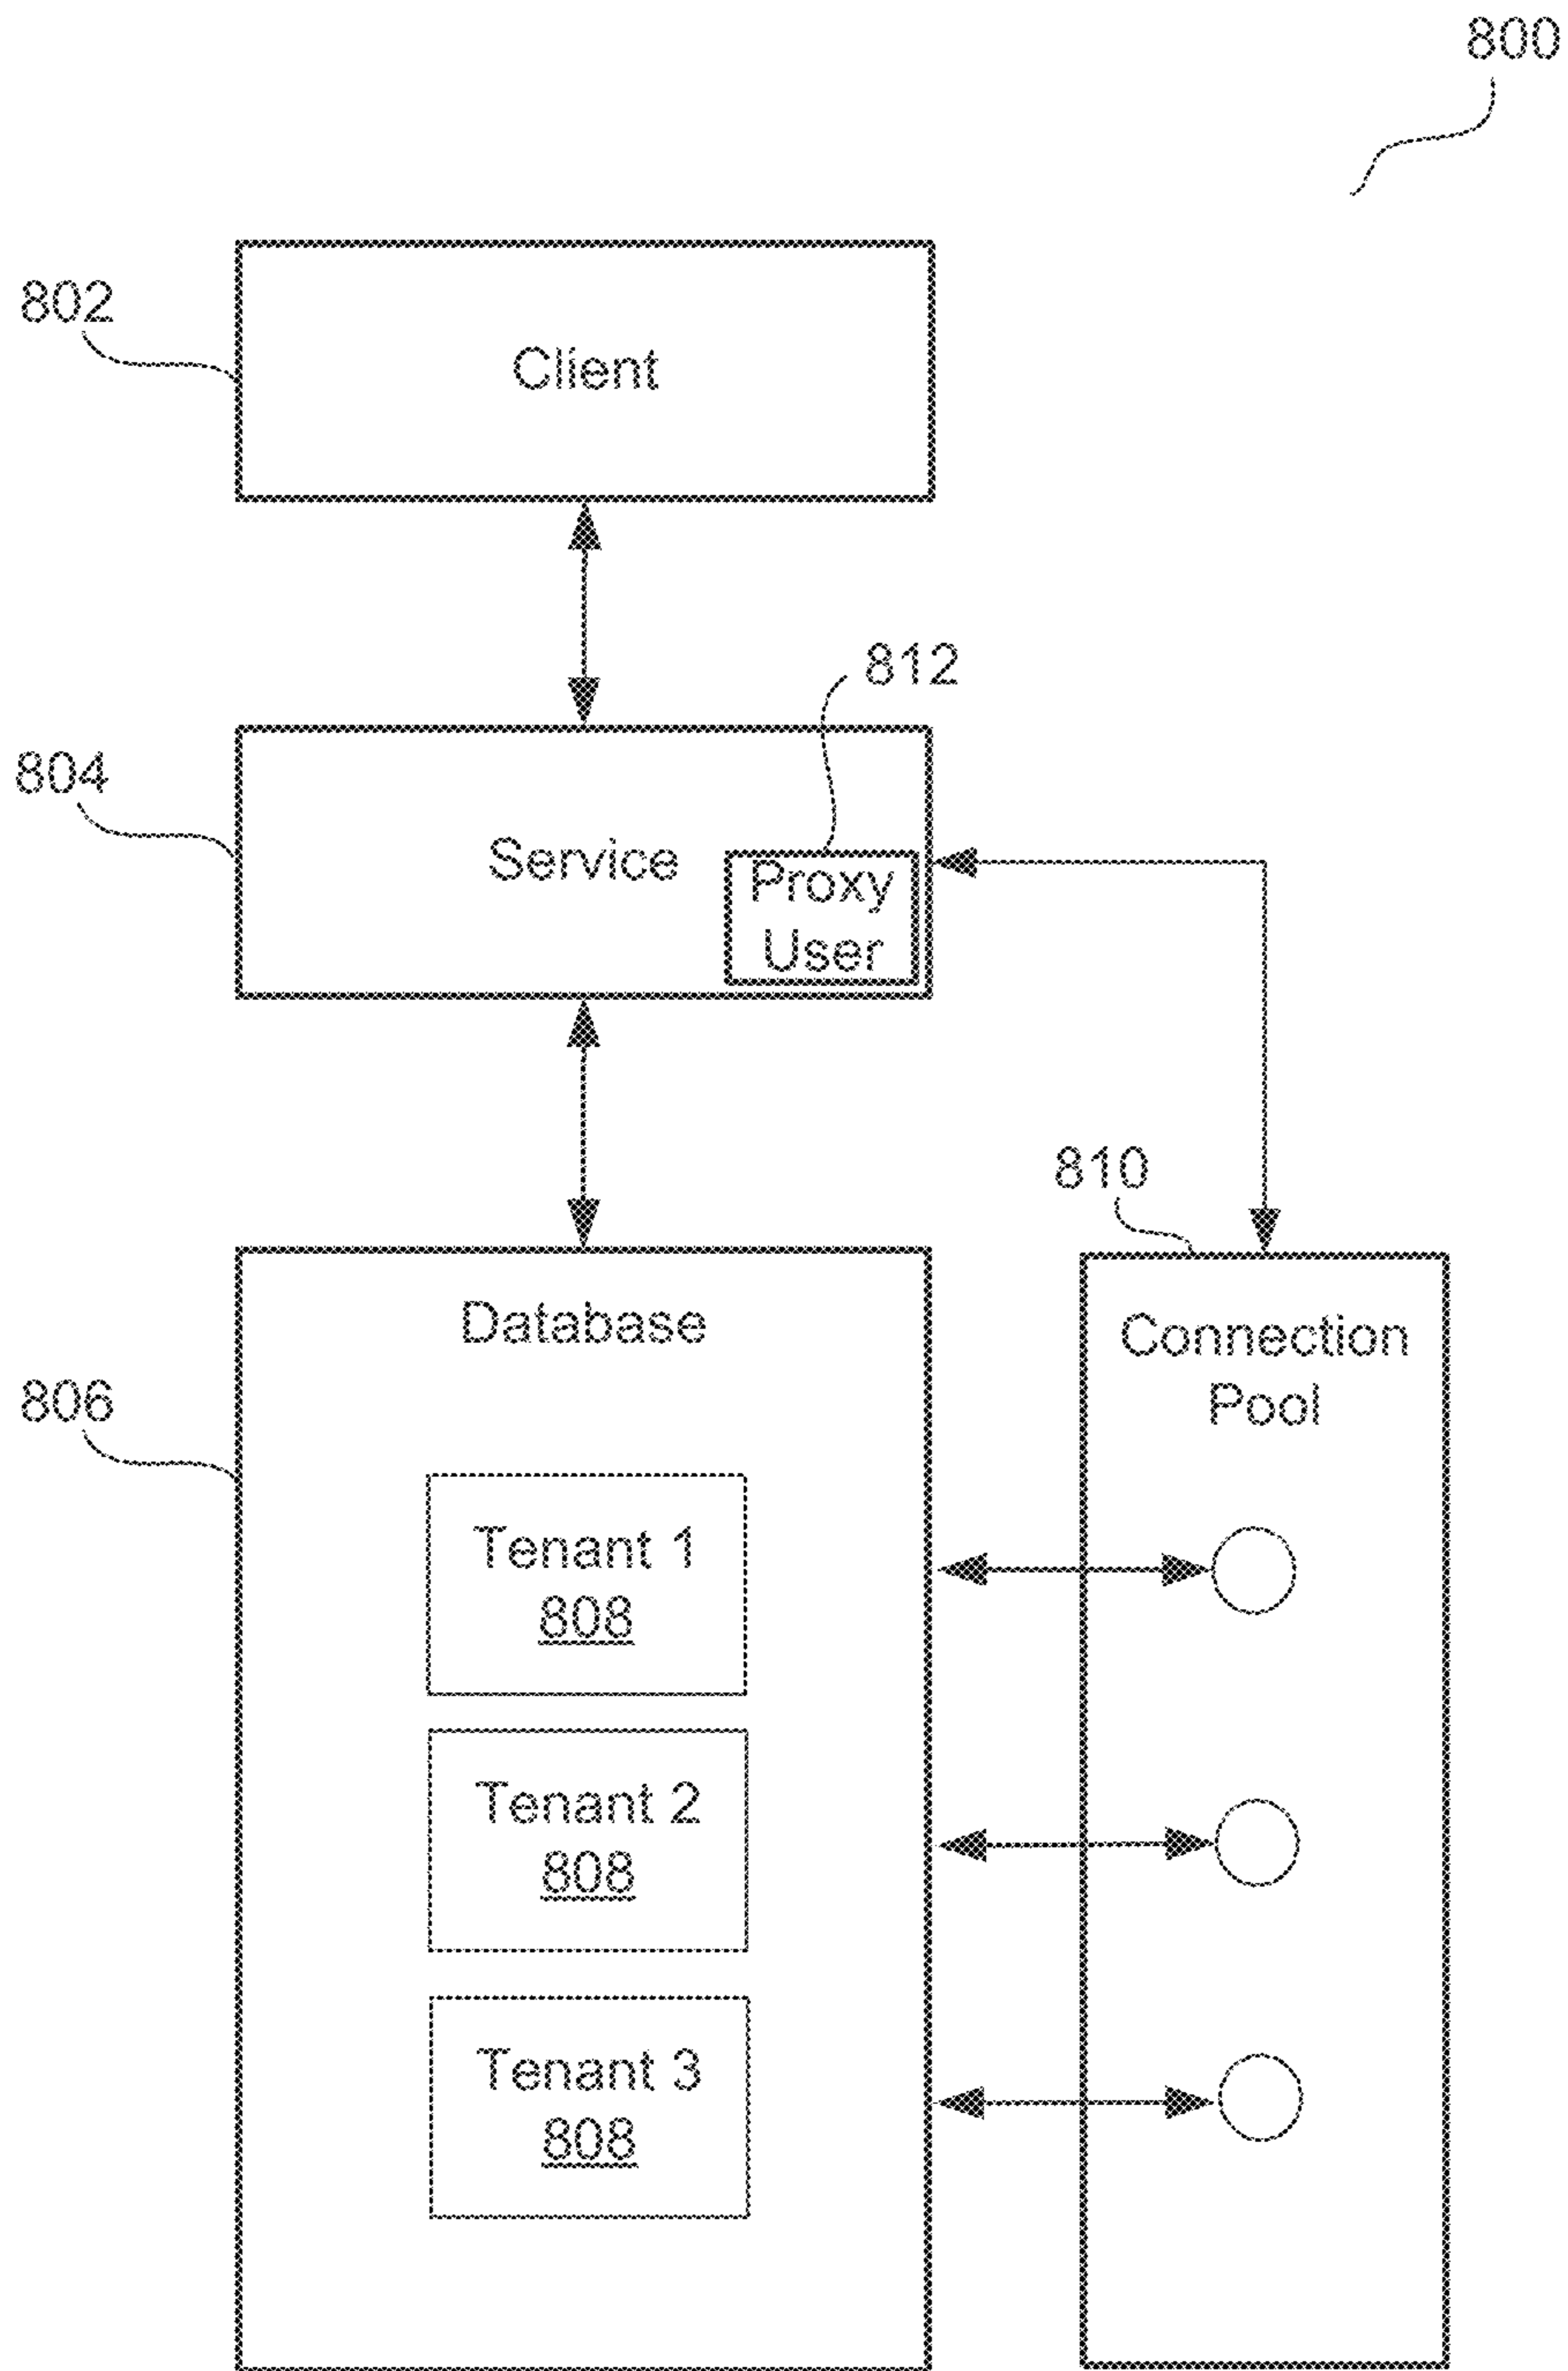 800
802
Client
812
804
Service
Proxy
User
810
Database
Connection
Pool
806
Tenant 1
808
Tenant 2
808
Tenant 3
808